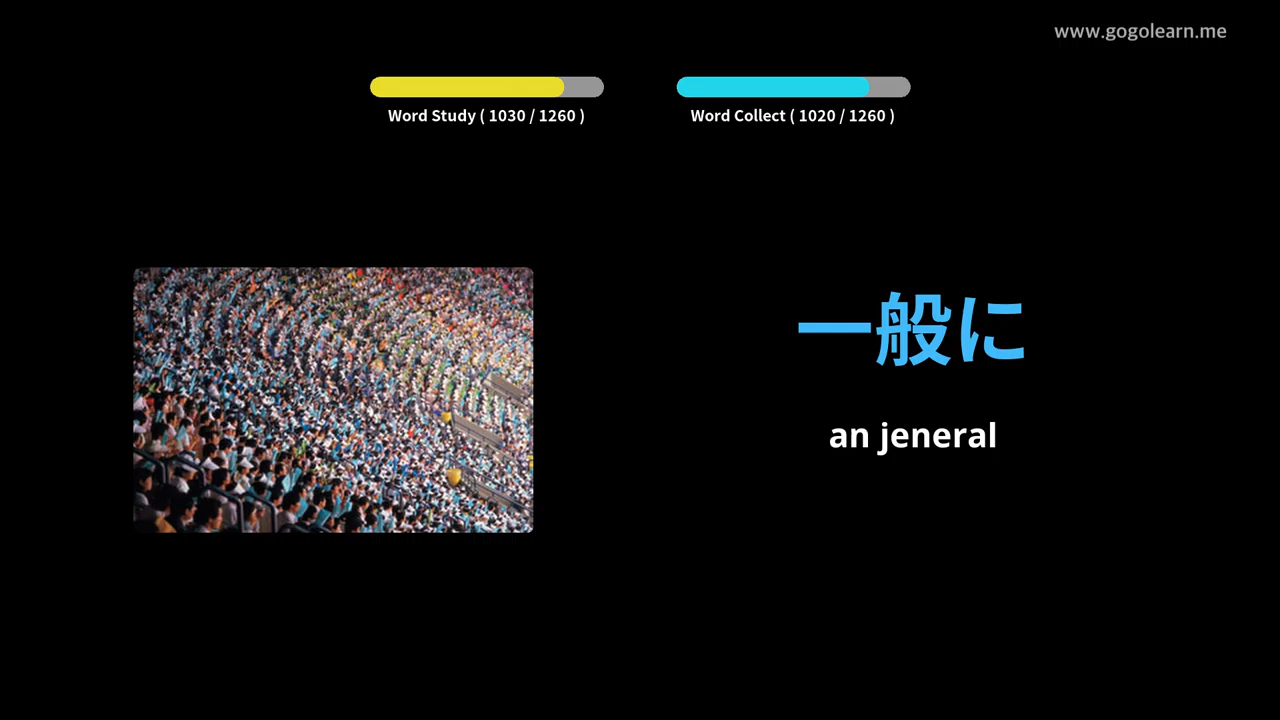 www.gogolearn.me
Word Study ( 1030 / 1260 )
Word Collect ( 1020 / 1260 )
一般に
an jeneral